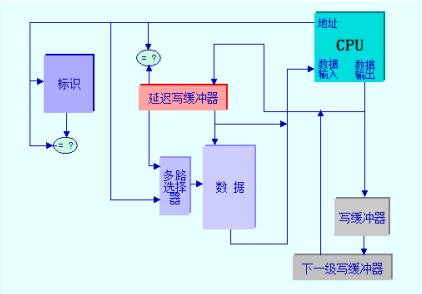 地址
CPU
数据 数据
输入 输出
= ?
标识
延迟写缓冲器
= ?
多路
选择
器
数 据
写缓冲器
下一级写缓冲器